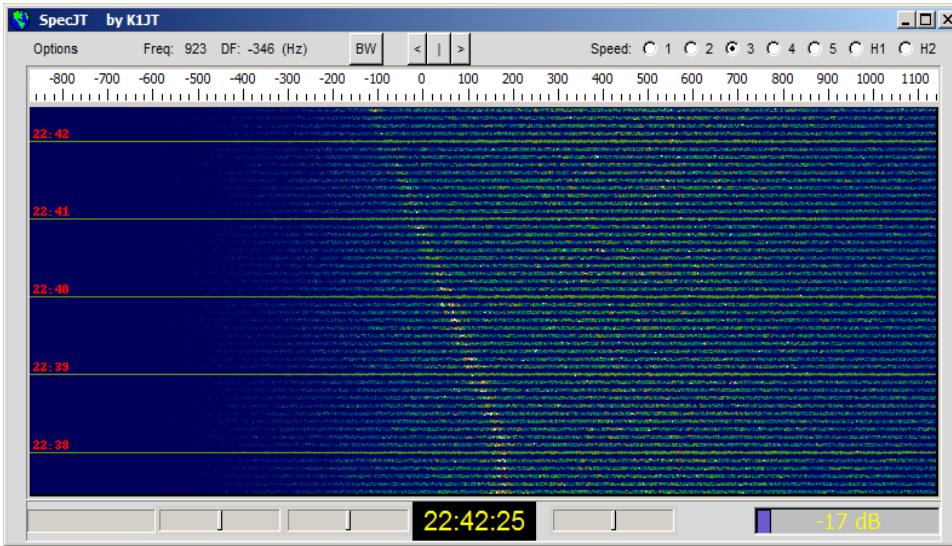 SpecJT by K1JT
Options Freq: 923 DF: -346 (Hz) BW < | > Speed: 1 2 3 4 5 H1 H2
-800 -700 -600 -500 -400 -300 -200 -100 0 100 200 300 400 500 600 700 800 900 1000 1100
22:42
22:41
22:40
22:39
22:38
22:42:25 -17 dB